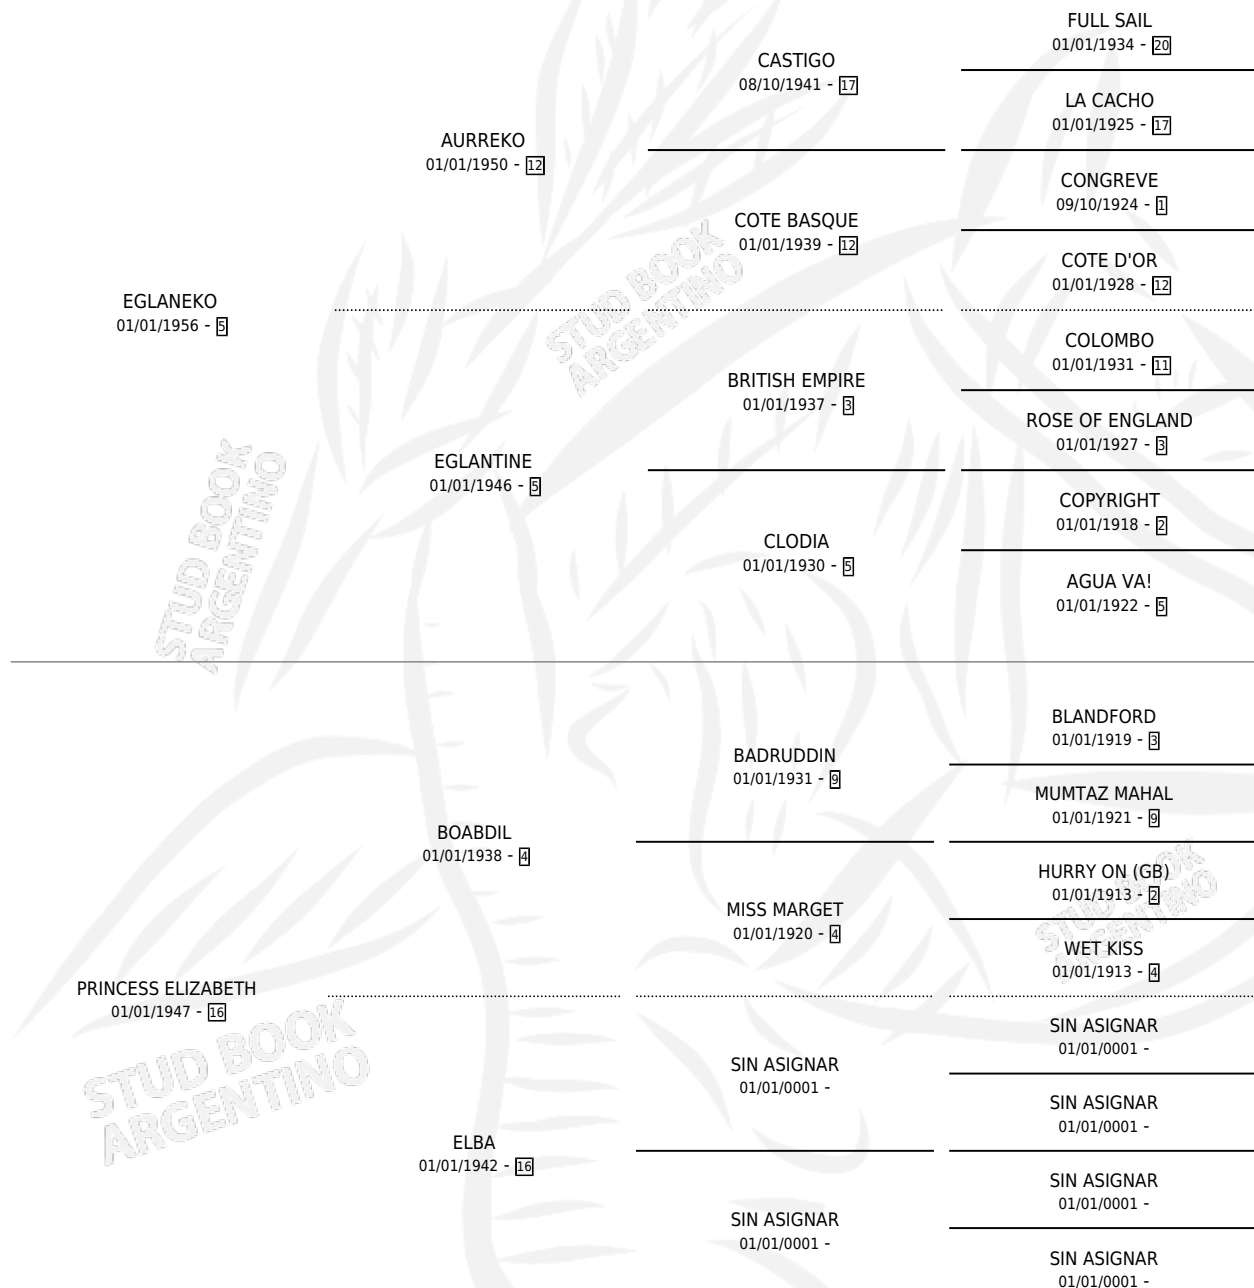 FULL SAIL
01/01/1934 - 20
CASTIGO
08/10/1941 - 17
LA CACHO
01/01/1925 - 17
AURREKO
01/01/1950 - 12
CONGREVE
09/10/1924 - 1
COTE BASQUE
01/01/1939 - 12
COTE D'OR
01/01/1928 - 12
EGLANEKO
01/01/1956 - 5
COLOMBO
01/01/1931 - 11
BRITISH EMPIRE
01/01/1937 - 3
ROSE OF ENGLAND
01/01/1927 - 3
EGLANTINE
01/01/1946 - 5
COPYRIGHT
01/01/1918 - 2
CLODIA
01/01/1930 - 5
AGUA VA!
01/01/1922 - 5
STUD BOOK
ARGENTINO
STUD BOOK
ARGENTINO
BLANDFORD
01/01/1919 - 3
BADRUDDIN
01/01/1931 - 9
MUMTAZ MAHAL
01/01/1921 - 9
BOABDIL
01/01/1938 - 4
HURRY ON (GB)
01/01/1913 - 2
MISS MARGET
01/01/1920 - 4
WET KISS
01/01/1913 - 4
PRINCESS ELIZABETH
01/01/1947 - 16
SIN ASIGNAR
01/01/0001 -
SIN ASIGNAR
01/01/0001 -
SIN ASIGNAR
01/01/0001 -
ELBA
01/01/1942 - 16
SIN ASIGNAR
01/01/0001 -
SIN ASIGNAR
01/01/0001 -
SIN ASIGNAR
01/01/0001 -
STUD BOOK
ARGENTINO
STUD BOOK
ARGENTINO